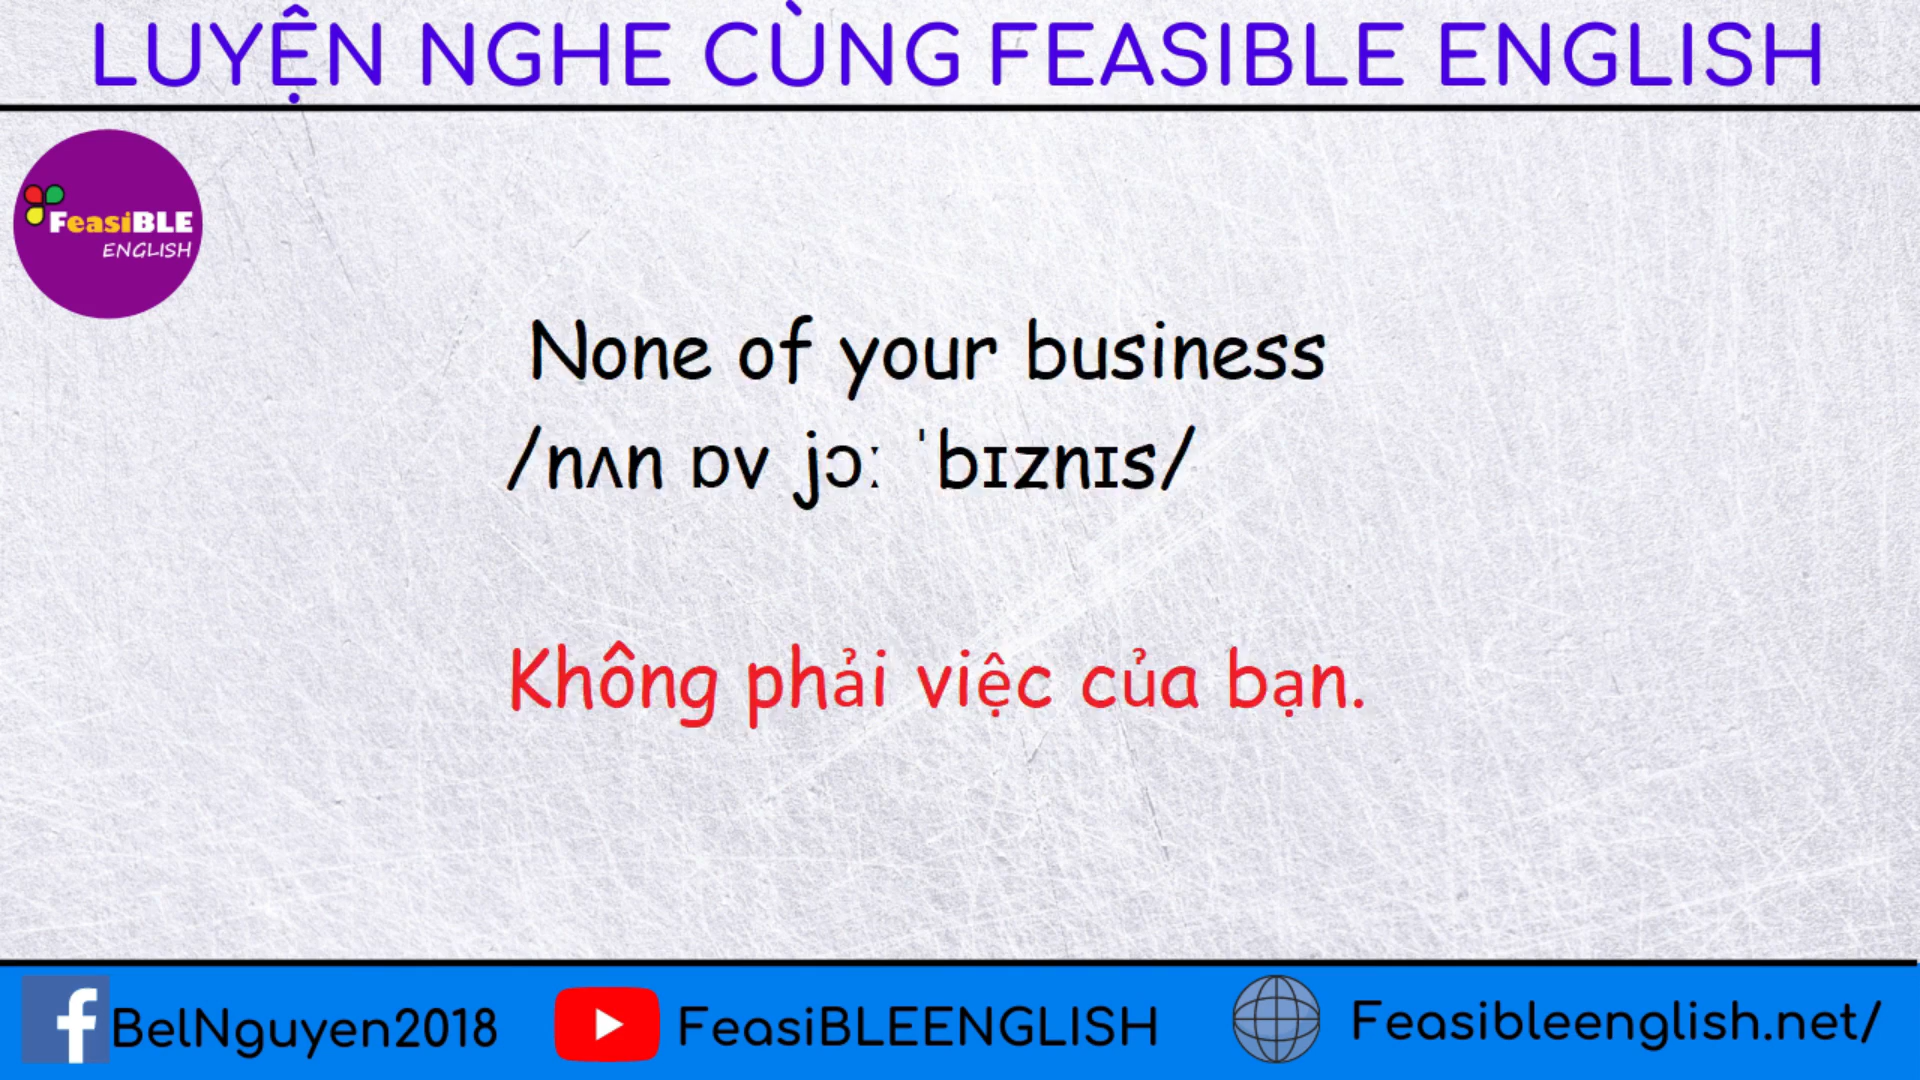 LUYỆN NGHE CÙNG FEASIBLE ENGLISH
FeasiBLE
ENGLISH
None of your business
/nʌn ɒv jɔː ˈbɪznɪs/
Không phải việc của bạn.
BelNguyen2018
FeasiBLEENGLISH
Feasibleenglish.net/